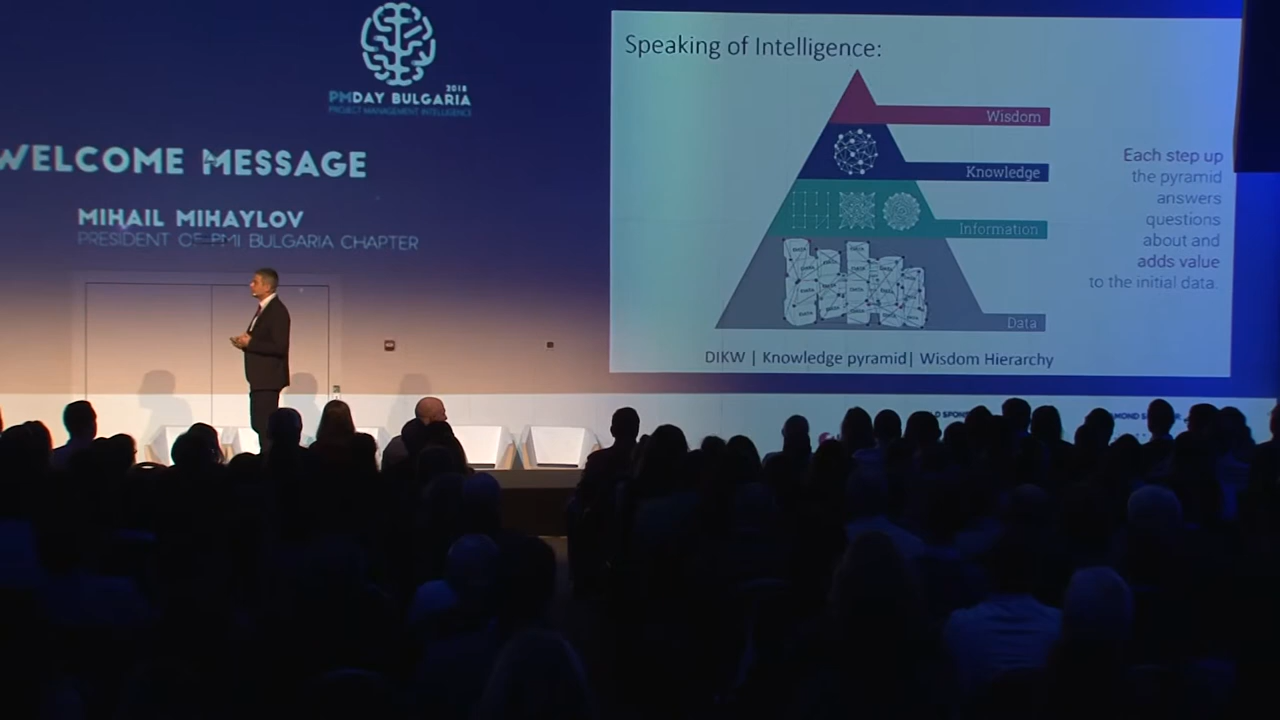 2018
PMDAY BULGARIA
PROJECT MANAGEMENT INTELLIGENCE
WELCOME MESSAGE
MIHAIL MIHAYLOV
PRESIDENT OF PMI BULGARIA CHAPTER
Speaking of Intelligence:
Wisdom
Knowledge
Information
Data
Each step up
the pyramid
answers
questions
about and
adds value
to the initial data.
DIKW | Knowledge pyramid| Wisdom Hierarchy